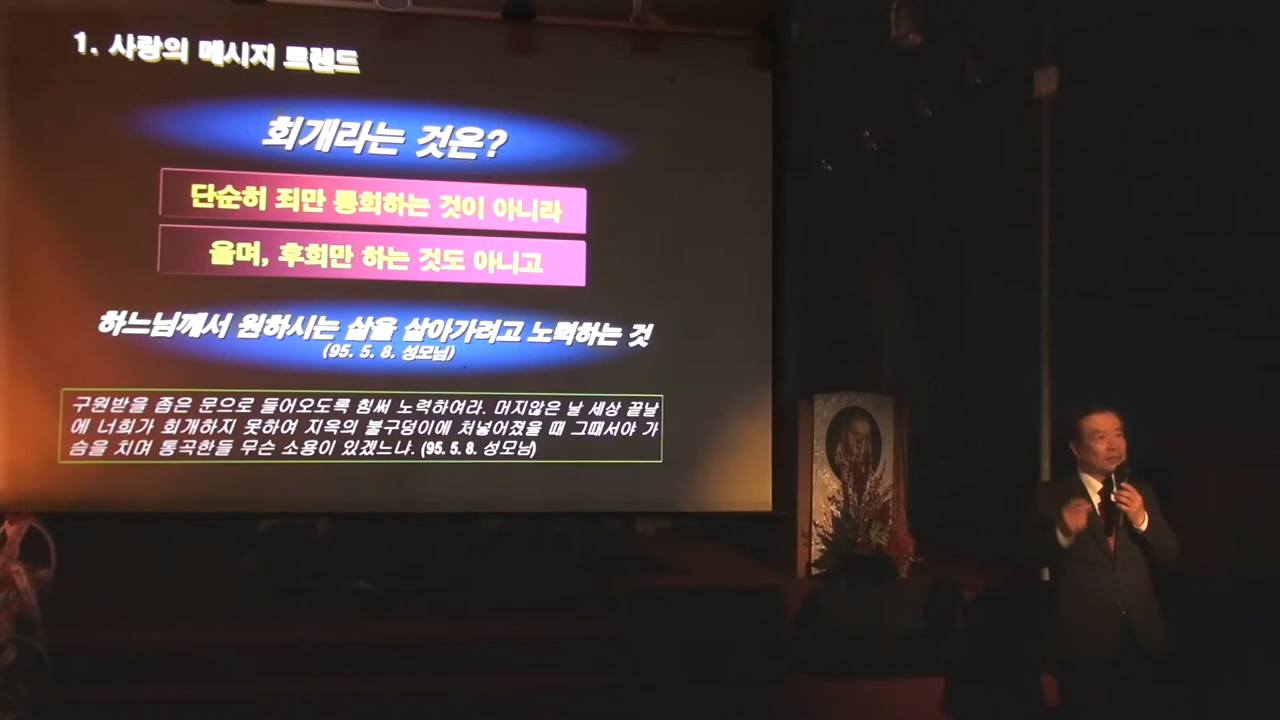 1. 사랑의 메시지 트렌드
회개라는 것은?
단순히 죄만 통회하는 것이 아니라
울며, 후회만 하는 것도 아니고
하느님께서 원하시는 삶을 살아가려고 노력하는 것
(95. 5. 8. 성모님)
구원받을 좁은 문으로 들어오도록 힘써 노력하여라. 머지않은 날 세상 끝날
에 너희가 회개하지 못하여 지옥의 불구덩이에 처넣어졌을 때 그때서야 가
슴을 치며 통곡한들 무슨 소용이 있겠느냐. (95. 5. 8. 성모님)